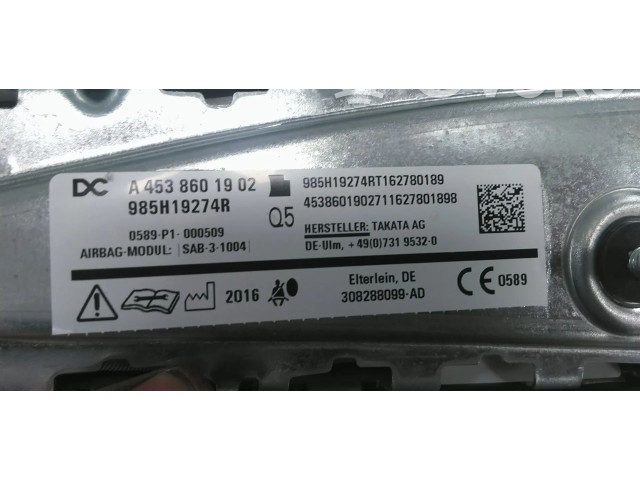 DC A 453 860 19 02
985H19274R
0589-P1-000509
AIRBAG-MODUL: SAB-3-1004
Q5
985H19274RT162780189
4538601902711627801898
HERSTELLER: TAKATA AG
DE-Ulm, +49(0)731 9532-0
2016
Elterlein, DE
308288099-AD
CE 0589